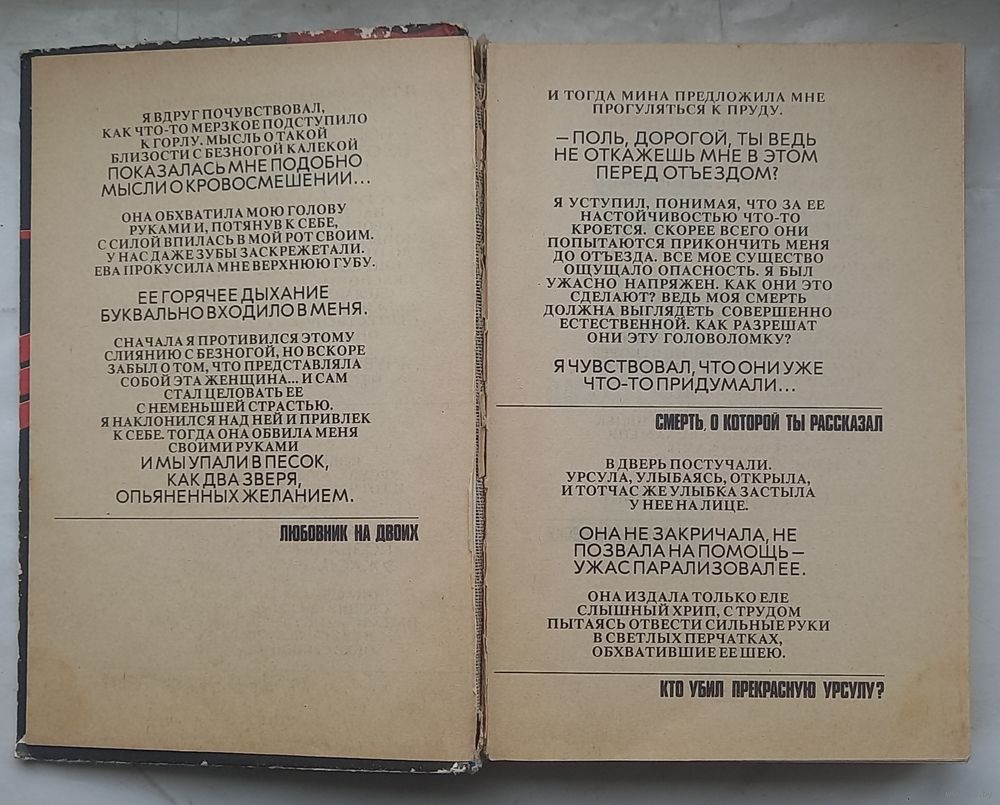 Я ВДРУГ ПОЧУВСТВОВАЛ,
КАК ЧТО-ТО МЕРЗКОЕ ПОДСТУПИЛО
К ГОРЛУ. МЫСЛЬ О ТАКОЙ
БЛИЗОСТИ С БЕЗНОГОЙ КАЛЕКОЙ
ПОКАЗАЛАСЬ МНЕ ПОДОБНО
МЫСЛИ О КРОВОСМЕШЕНИИ...
ОНА ОБХВАТИЛА МОЮ ГОЛОВУ
РУКАМИ И, ПОТЯНУВ К СЕБЕ,
С СИЛОЙ ВПИЛАСЬ В МОЙ РОТ СВОИМ.
У НАС ДАЖЕ ЗУБЫ ЗАСКРЕЖЕТАЛИ.
ЕВА ПРОКУСИЛА МНЕ ВЕРХНЮЮ ГУБУ.
ЕЕ ГОРЯЧЕЕ ДЫХАНИЕ
БУКВАЛЬНО ВХОДИЛО В МЕНЯ.
СНАЧАЛА Я ПРОТИВИЛСЯ ЭТОМУ
СЛИЯНИЮ С БЕЗНОГОЙ, НО ВСКОРЕ
ЗАБЫЛ О ТОМ, ЧТО ПРЕДСТАВЛЯЛА
СОБОЙ ЭТА ЖЕНЩИНА... И САМ
СТАЛ ЦЕЛОВАТЬ ЕЕ
С НЕМЕНЬШЕЙ СТРАСТЬЮ.
Я НАКЛОНИЛСЯ НАД НЕЙ И ПРИВЛЕК
К СЕБЕ. ТОГДА ОНА ОБВИЛА МЕНЯ
СВОИМИ РУКАМИ
И МЫ УПАЛИ В ПЕСОК,
КАК ДВА ЗВЕРЯ,
ОПЬЯНЕННЫХ ЖЕЛАНИЕМ.
ЛЮБОВНИК НА ДВОИХ
И ТОГДА МИНА ПРЕДЛОЖИЛА МНЕ
ПРОГУЛЯТЬСЯ К ПРУДУ.
— ПОЛЬ, ДОРОГОЙ, ТЫ ВЕДЬ
НЕ ОТКАЖЕШЬ МНЕ В ЭТОМ
ПЕРЕД ОТЪЕЗДОМ?
Я УСТУПИЛ, ПОНИМАЯ, ЧТО ЗА ЕЕ
НАСТОЙЧИВОСТЬЮ ЧТО-ТО
КРОЕТСЯ. СКОРЕЕ ВСЕГО ОНИ
ПОПЫТАЮТСЯ ПРИКОНЧИТЬ МЕНЯ
ДО ОТЪЕЗДА. ВСЕ МОЕ СУЩЕСТВО
ОЩУЩАЛО ОПАСНОСТЬ. Я БЫЛ
УЖАСНО НАПРЯЖЕН. КАК ОНИ ЭТО
СДЕЛАЮТ? ВЕДЬ МОЯ СМЕРТЬ
ДОЛЖНА ВЫГЛЯДЕТЬ СОВЕРШЕННО
ЕСТЕСТВЕННОЙ. КАК РАЗРЕШАТ
ОНИ ЭТУ ГОЛОВОЛОМКУ?
Я ЧУВСТВОВАЛ, ЧТО ОНИ УЖЕ
ЧТО-ТО ПРИДУМАЛИ...
СМЕРТЬ, О КОТОРОЙ ТЫ РАССКАЗАЛ
В ДВЕРЬ ПОСТУЧАЛИ.
УРСУЛА, УЛЫБАЯСЬ, ОТКРЫЛА,
И ТОТЧАС ЖЕ УЛЫБКА ЗАСТЫЛА
У НЕЕ НА ЛИЦЕ.
ОНА НЕ ЗАКРИЧАЛА, НЕ
ПОЗВАЛА НА ПОМОЩЬ —
УЖАС ПАРАЛИЗОВАЛ ЕЕ.
ОНА ИЗДАЛА ТОЛЬКО ЕЛЕ
СЛЫШНЫЙ ХРИП, С ТРУДОМ
ПЫТАЯСЬ ОТВЕСТИ СИЛЬНЫЕ РУКИ
В СВЕТЛЫХ ПЕРЧАТКАХ,
ОБХВАТИВШИЕ ЕЕ ШЕЮ.
КТО УБИЛ ПРЕКРАСНУЮ УРСУЛУ?